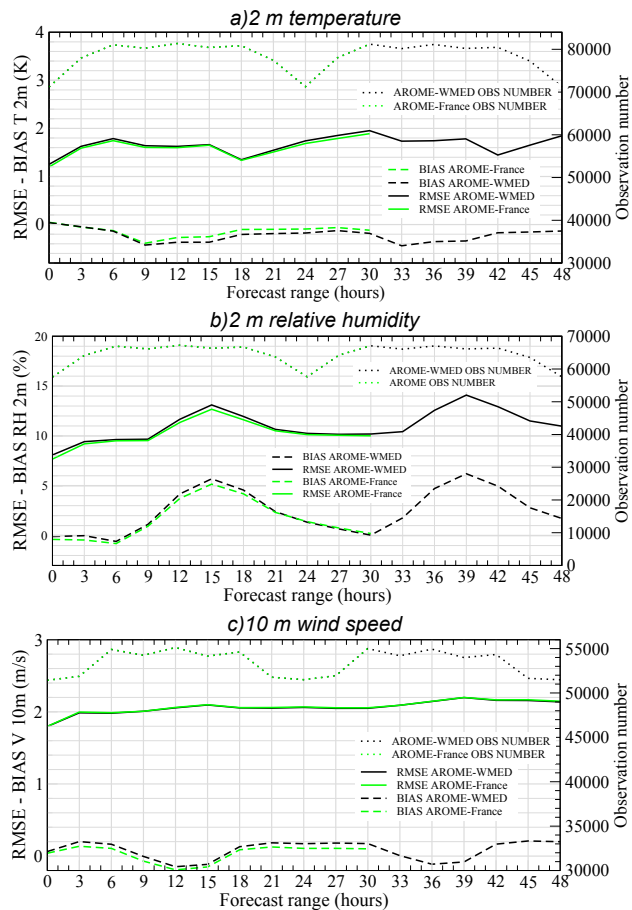 a)2 m temperature
RMSE - BIAS T 2m (K)
4
3
2
1
0
80000
70000
60000
50000
40000
30000
Observation number
AROME-WMED OBS NUMBER
AROME-France OBS NUMBER
BIAS AROME-France
BIAS AROME-WMED
RMSE AROME-WMED
RMSE AROME-France
0 3 6 9 12 15 18 21 24 27 30 33 36 39 42 45 48
Forecast range (hours)
b)2 m relative humidity
RMSE - BIAS RH 2m (%)
20
15
10
5
0
70000
60000
50000
40000
30000
20000
10000
0
Observation number
AROME-WMED OBS NUMBER
AROME OBS NUMBER
BIAS AROME-WMED
RMSE AROME-WMED
BIAS AROME-France
RMSE AROME-France
0 3 6 9 12 15 18 21 24 27 30 33 36 39 42 45 48
Forecast range (hours)
c)10 m wind speed
RMSE - BIAS V 10m (m/s)
3
2
1
0
55000
50000
45000
40000
35000
30000
Observation number
AROME-WMED OBS NUMBER
AROME-France OBS NUMBER
RMSE AROME-WMED
RMSE AROME-France
BIAS AROME-WMED
BIAS AROME-France
0 3 6 9 12 15 18 21 24 27 30 33 36 39 42 45 48
Forecast range (hours)